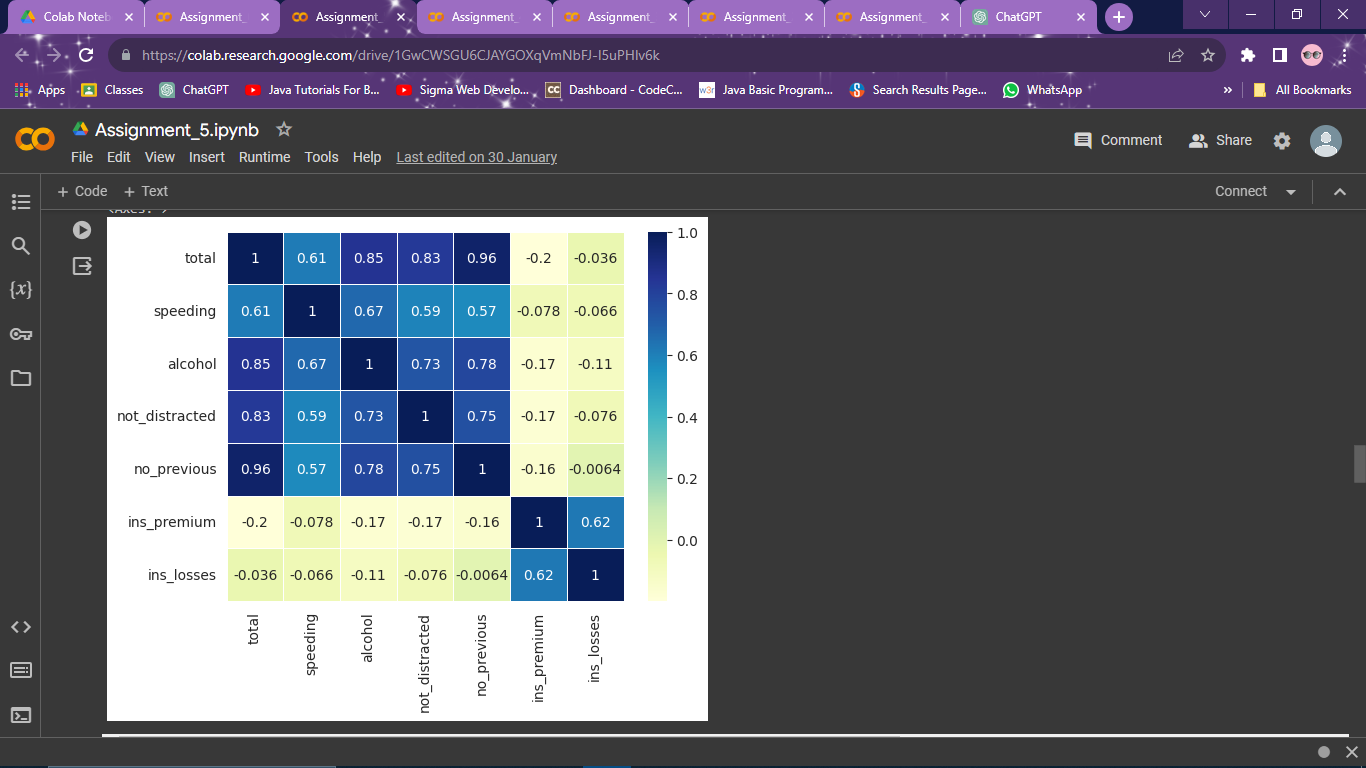 Colab Noteb
Assignment_
Assignment_
Assignment_
Assignment_
Assignment_
Assignment_
ChatGPT
https://colab.research.google.com/drive/1GwCWSGU6CJAYGOXqVmNbFJ-I5uPHlv6k
Apps
Classes
ChatGPT
Java Tutorials For B...
Sigma Web Develo...
CC Dashboard - CodeC...
w3r Java Basic Program...
Search Results Page...
WhatsApp
» All Bookmarks
CO Assignment_5.ipynb
Comment
Share
File Edit View Insert Runtime Tools Help Last edited on 30 January
+ Code + Text
Connect
<Axes: >
{x}
total 1 0.61 0.85 0.83 0.96 -0.2 -0.036
speeding 0.61 1 0.67 0.59 0.57 -0.078 -0.066
alcohol 0.85 0.67 1 0.73 0.78 -0.17 -0.11
not_distracted 0.83 0.59 0.73 1 0.75 -0.17 -0.076
no_previous 0.96 0.57 0.78 0.75 1 -0.16 -0.0064
ins_premium -0.2 -0.078 -0.17 -0.17 -0.16 1 0.62
ins_losses -0.036 -0.066 -0.11 -0.076 -0.0064 0.62 1
total speeding alcohol not_distracted no_previous ins_premium ins_losses
1.0
0.8
0.6
0.4
0.2
0.0